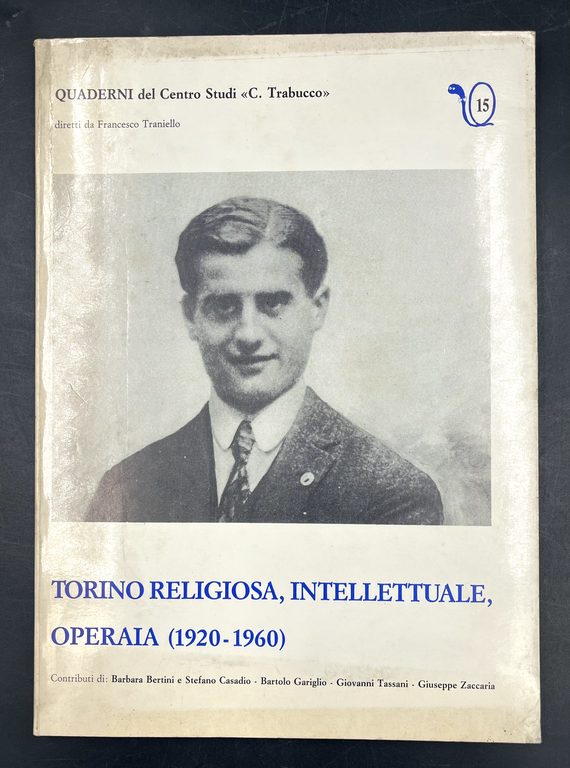 QUADERNI del Centro Studi «C. Trabucco»
15
diretti da Francesco Traniello
TORINO RELIGIOSA, INTELLETTUALE,
OPERAIA (1920-1960)
Contributi di: Barbara Bertini e Stefano Casadio - Bartolo Gariglio - Giovanni Tassani - Giuseppe Zaccaria